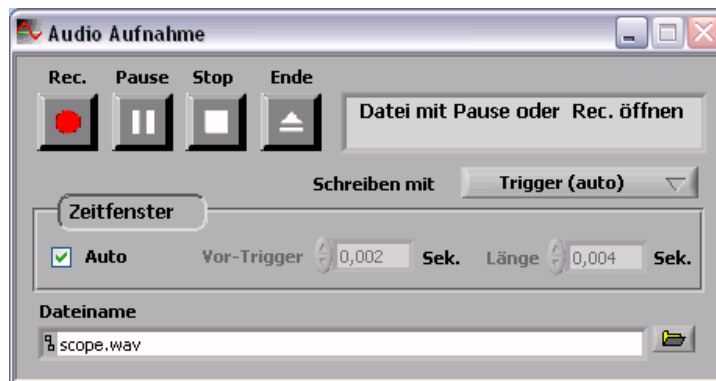 Audio Aufnahme
Rec. Pause Stop Ende
Datei mit Pause oder Rec. öffnen
Schreiben mit Trigger (auto)
Zeitfenster
Auto Vor-Trigger 0,002 Sek. Länge 0,004 Sek.
Dateiname
scope.wav